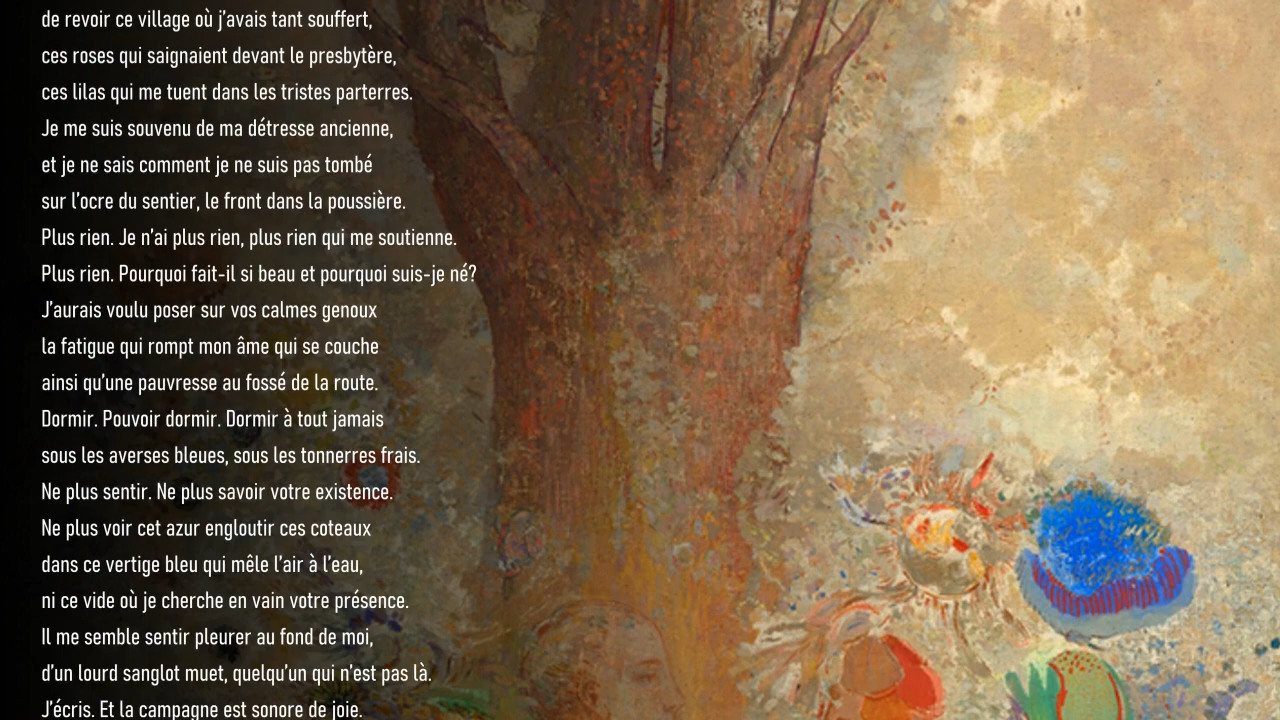 de revoir ce village où j’avais tant souffert,
ces roses qui saignaient devant le presbytère,
ces lilas qui me tuent dans les tristes parterres.
Je me suis souvenu de ma détresse ancienne,
et je ne sais comment je ne suis pas tombé
sur l’ocre du sentier, le front dans la poussière.
Plus rien. Je n’ai plus rien, plus rien qui me soutienne.
Plus rien. Pourquoi fait-il si beau et pourquoi suis-je né?
J’aurais voulu poser sur vos calmes genoux
la fatigue qui rompt mon âme qui se couche
ainsi qu’une pauvresse au fossé de la route.
Dormir. Pouvoir dormir. Dormir à tout jamais
sous les averses bleues, sous les tonnerres frais.
Ne plus sentir. Ne plus savoir votre existence.
Ne plus voir cet azur engloutir ces coteaux
dans ce vertige bleu qui mêle l’air à l’eau,
ni ce vide où je cherche en vain votre présence.
Il me semble sentir pleurer au fond de moi,
d’un lourd sanglot muet, quelqu’un qui n’est pas là.
J’écris. Et la campagne est sonore de joie.